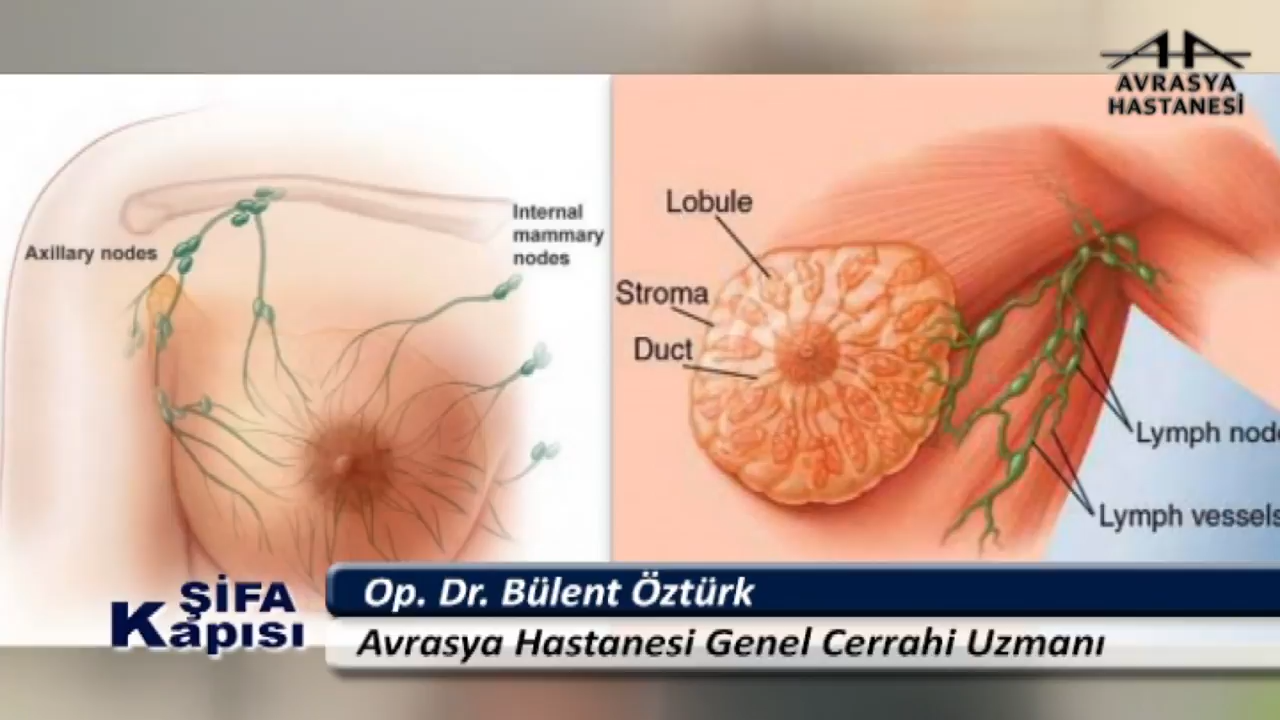 AVRASYA
HASTANESİ
Axillary nodes
Internal
mammary
nodes
Lobule
Stroma
Duct
Lymph node
Lymph vessels
ŞİFA
Kapısı
Op. Dr. Bülent Öztürk
Avrasya Hastanesi Genel Cerrahi Uzmanı